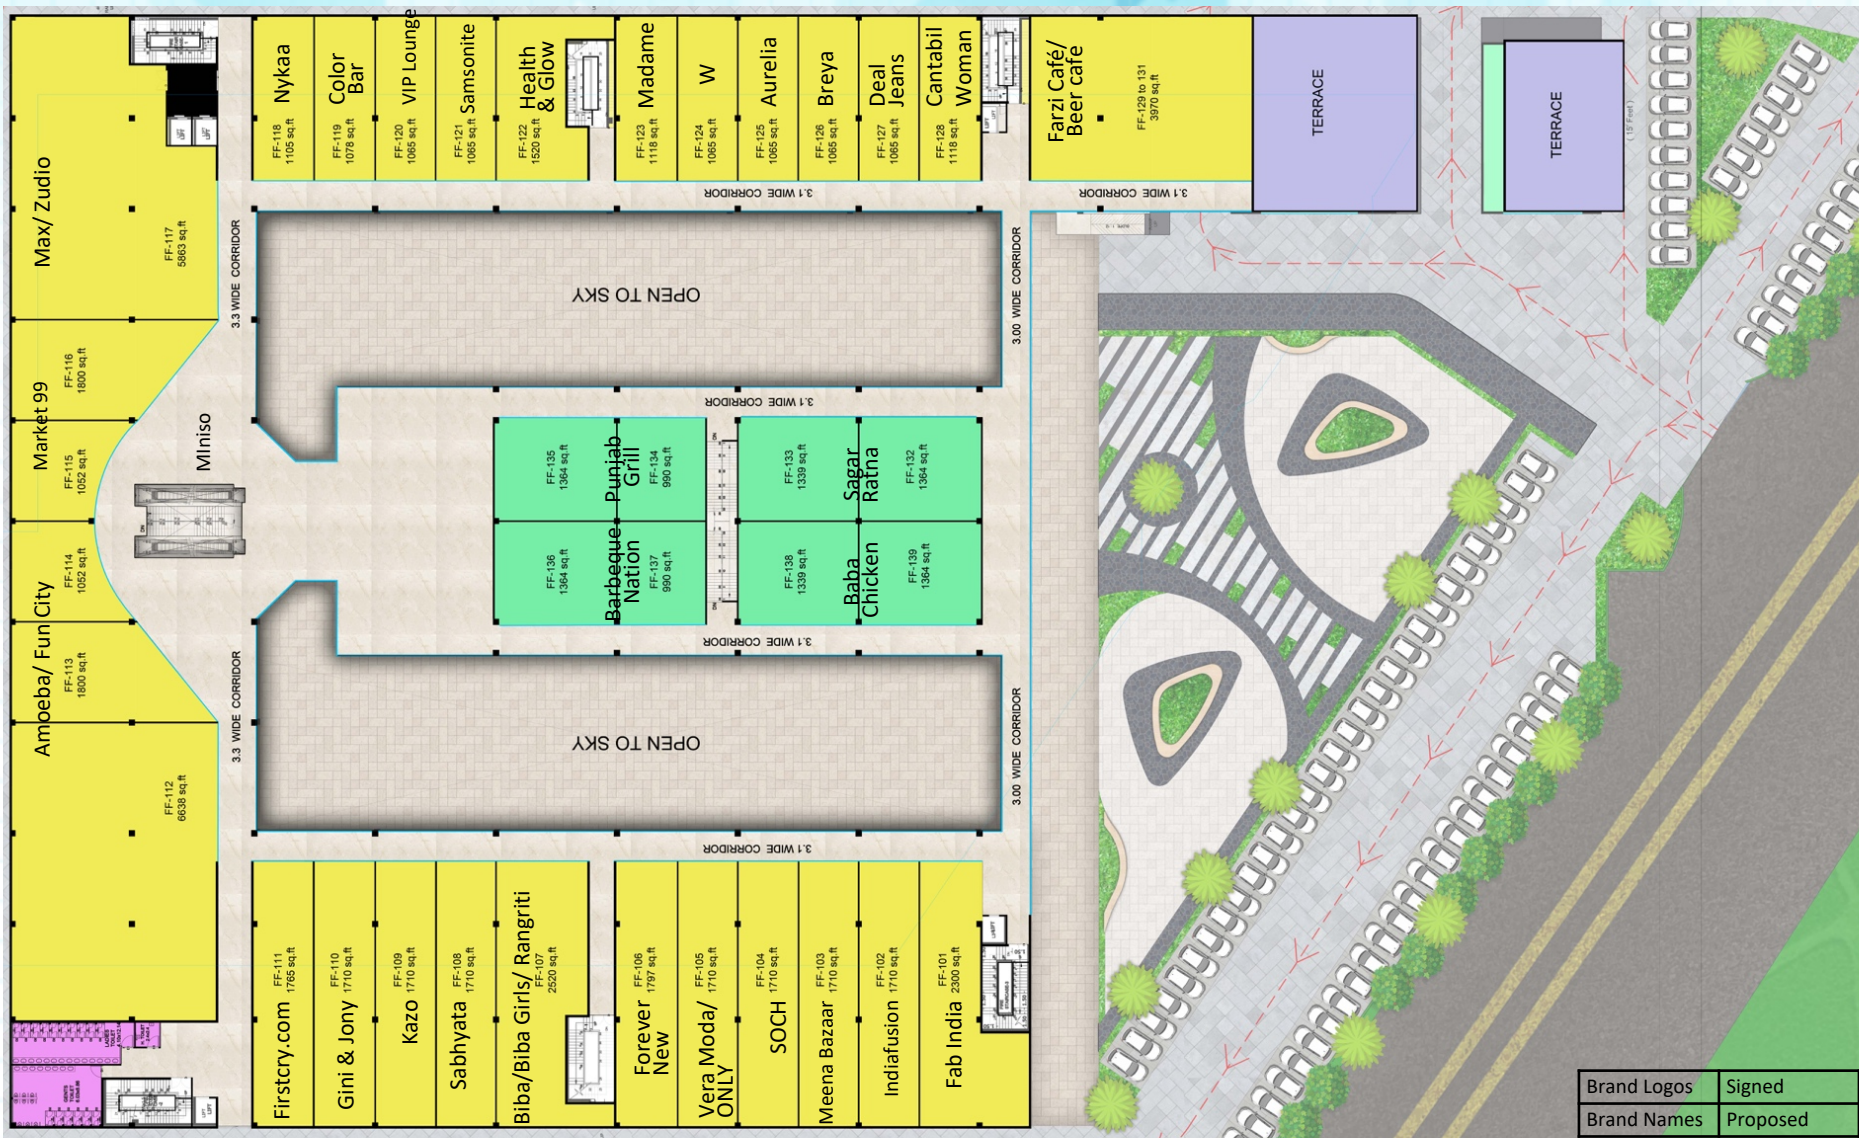 Max/ Zudio
FF-117
5863 sq.ft
Market 99
FF-116
1800 sq.ft
FF-115
1052 sq.ft
FF-114
1052 sq.ft
Amoeba/ Fun City
FF-113
1800 sq.ft
FF-112
6638 sq.ft
MIniso
Nykaa
FF-118
1105 sq.ft
Color
Bar
FF-119
1078 sq.ft
VIP Lounge
FF-120
1065 sq.ft
Samsonite
FF-121
1065 sq.ft
Health
& Glow
FF-122
1520 sq.ft
Madame
FF-123
1118 sq.ft
W
FF-124
1065 sq.ft
Aurelia
FF-125
1065 sq.ft
Breya
FF-126
1065 sq.ft
Deal
Jeans
FF-127
1065 sq.ft
Cantabil
Woman
FF-128
1118 sq.ft
Farzi Café/
Beer cafe
FF-129 to 131
3970 sq.ft
TERRACE
TERRACE
( 15 Feet )
3.1 WIDE CORRIDOR
3.1 WIDE CORRIDOR
3.3 WIDE CORRIDOR
OPEN TO SKY
3.00 WIDE CORRIDOR
3.1 WIDE CORRIDOR
FF-135
1364 sq.ft
Punjab
Grill
FF-134
990 sq.ft
FF-133
1339 sq.ft
Sagar
Ratna
FF-132
1364 sq.ft
FF-136
1364 sq.ft
Barbeque
Nation
FF-137
990 sq.ft
FF-138
1339 sq.ft
Baba
Chicken
FF-139
1364 sq.ft
DN
DN
DN
3.1 WIDE CORRIDOR
3.3 WIDE CORRIDOR
OPEN TO SKY
3.00 WIDE CORRIDOR
3.1 WIDE CORRIDOR
FF-111
1765 sq.ft
Firstcry.com
FF-110
1710 sq.ft
Gini & Jony
FF-109
1710 sq.ft
Kazo
FF-108
1710 sq.ft
Sabhyata
Biba/Biba Girls/ Rangriti
FF-107
2520 sq.ft
FF-106
1797 sq.ft
Forever
New
FF-105
1710 sq.ft
Vera Moda/
ONLY
FF-104
1710 sq.ft
SOCH
FF-103
1710 sq.ft
Meena Bazaar
FF-102
1710 sq.ft
Indiafusion
FF-101
2300 sq.ft
Fab India
LIFT
LIFT
LADIES
TOILET
GENTS
TOILET
LIFT
LIFT
Brand Logos Signed
Brand Names Proposed